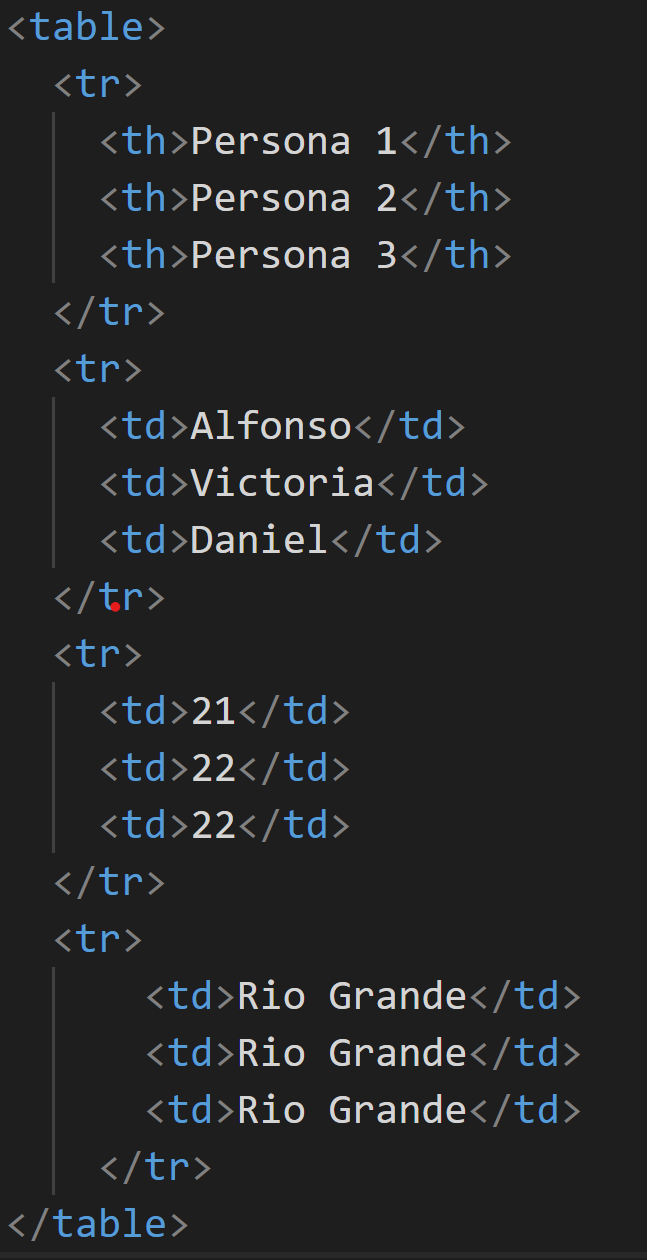 <table>
<tr>
<th>Persona 1</th>
<th>Persona 2</th>
<th>Persona 3</th>
</tr>
<tr>
<td>Alfonso</td>
<td>Victoria</td>
<td>Daniel</td>
</tr>
<tr>
<td>21</td>
<td>22</td>
<td>22</td>
</tr>
<tr>
<td>Rio Grande</td>
<td>Rio Grande</td>
<td>Rio Grande</td>
</tr>
</table>